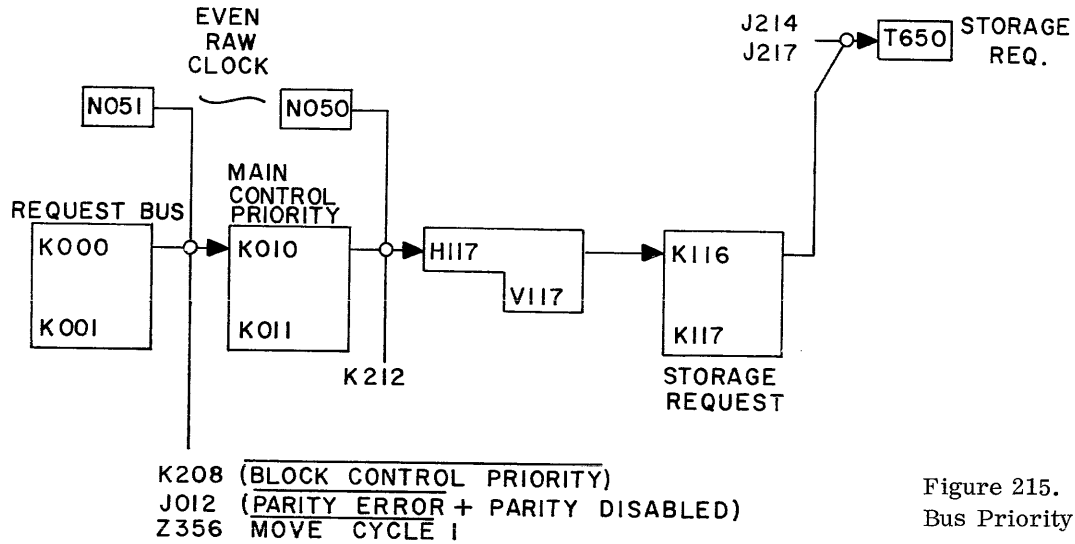 EVEN
RAW
CLOCK
J214
J217
T650
STORAGE
REQ.
N051
N050
MAIN
CONTROL
PRIORITY
REQUEST BUS
K000
K001
K010
K011
H117
V117
K116
K117
K212
STORAGE
REQUEST
K208 (BLOCK CONTROL PRIORITY)
J012 (PARITY ERROR + PARITY DISABLED)
Z356 MOVE CYCLE 1
Figure 215.
Bus Priority